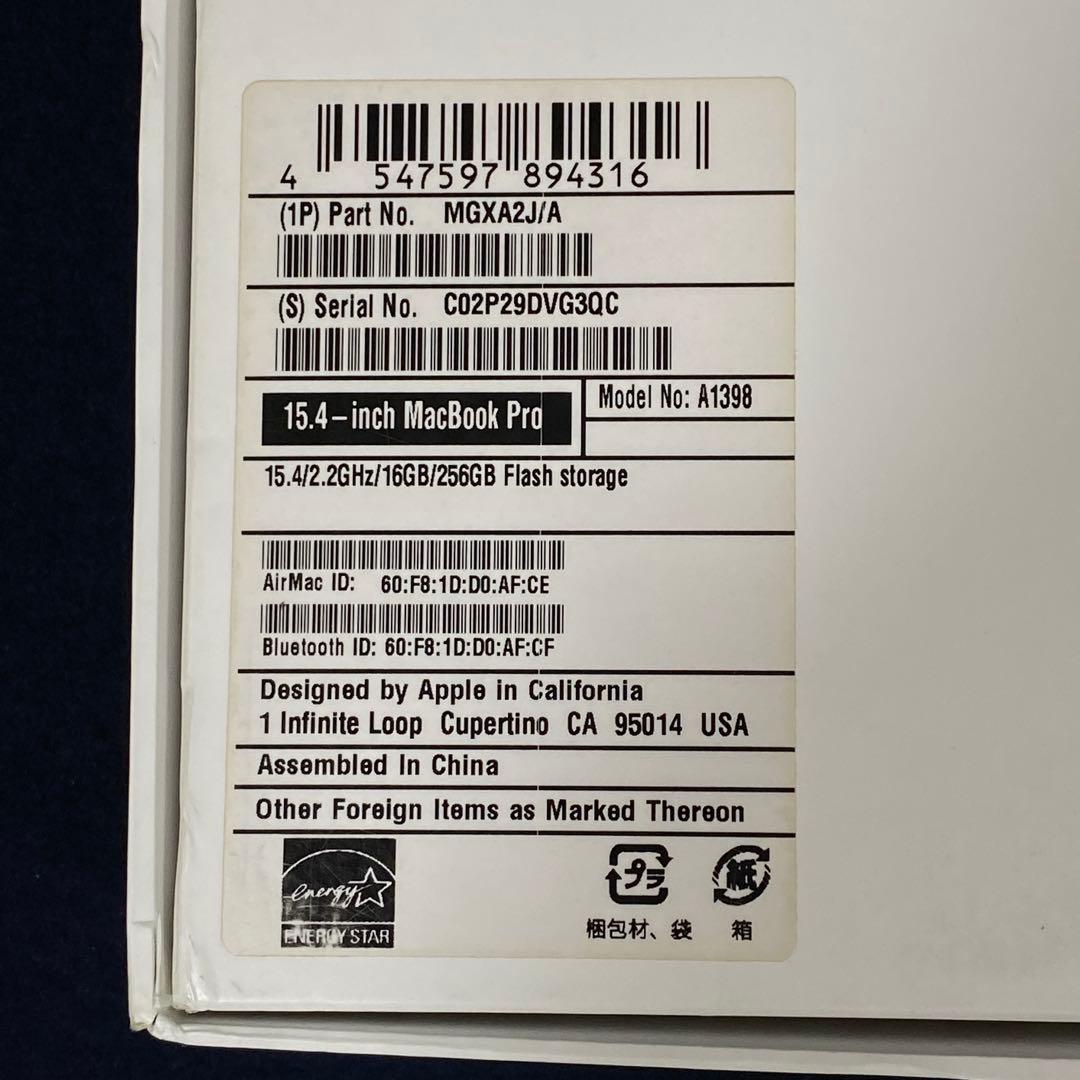 4 547597 894316
(1P) Part No. MGXA2J/A
(S) Serial No. C02P29DVG3QC
15.4-inch MacBook Pro
Model No: A1398
15.4/2.2GHz/16GB/256GB Flash storage
AirMac ID: 60:F8:1D:D0:AF:CE
Bluetooth ID: 60:F8:1D:D0:AF:CF
Designed by Apple in California
1 Infinite Loop Cupertino CA 95014 USA
Assembled In China
Other Foreign Items as Marked Thereon
energy
ENERGY STAR
プラ
紙
梱包材、袋
箱